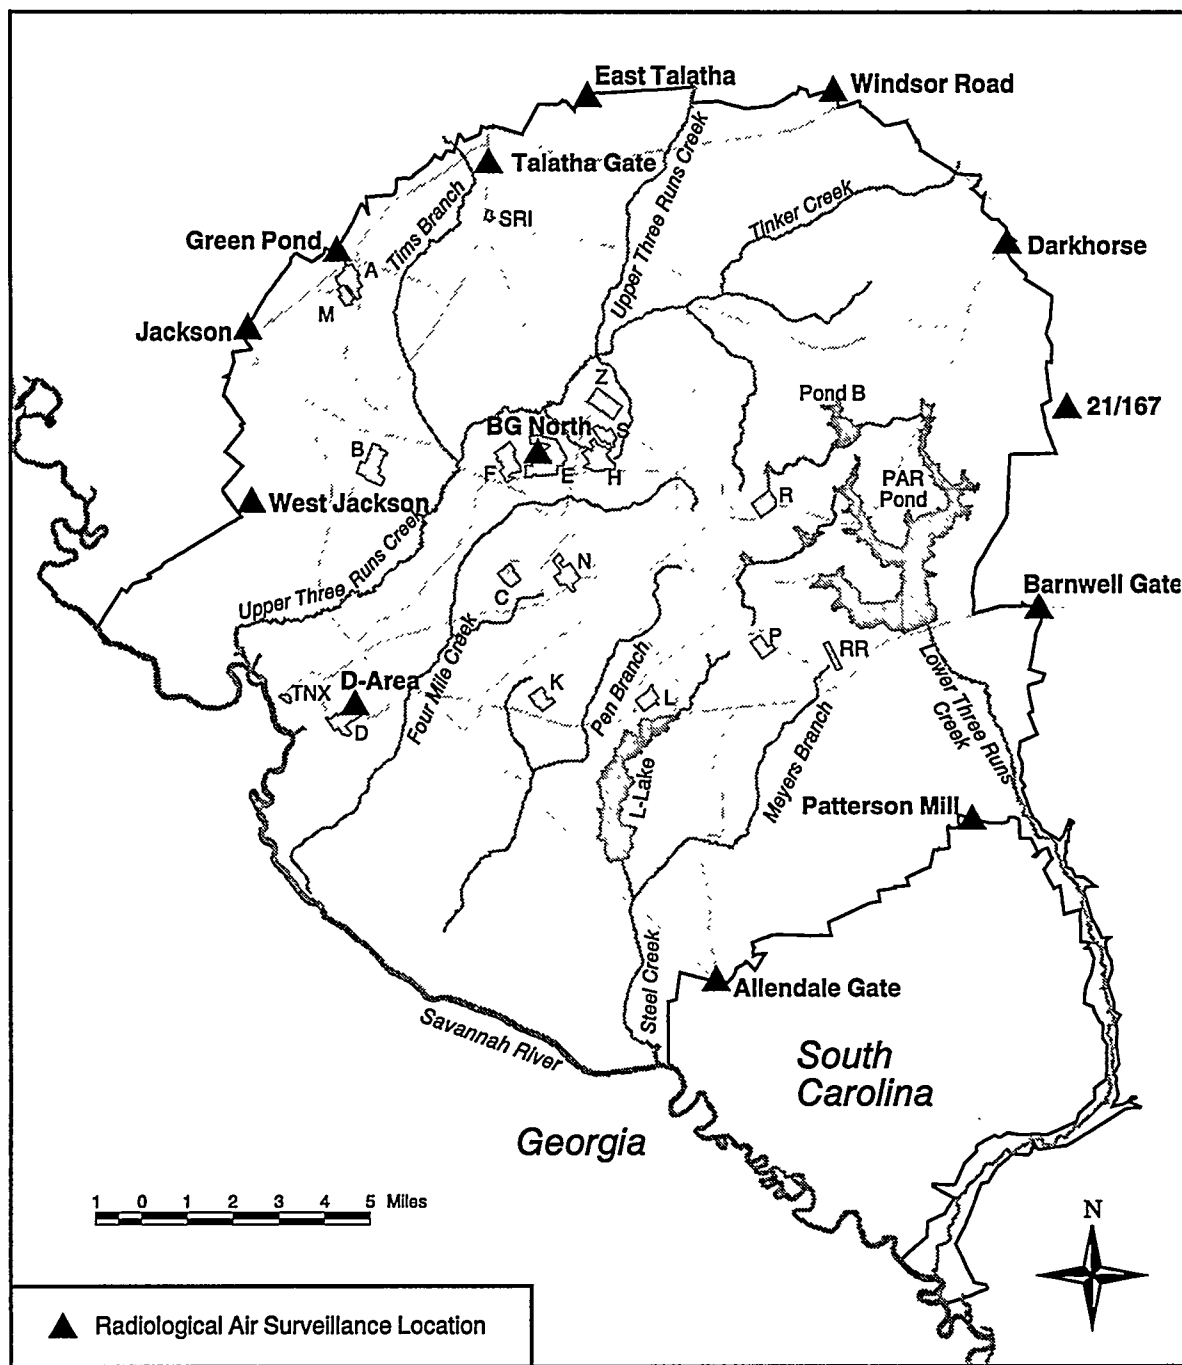 East Talatha
Windsor Road
Talatha Gate
Upper Three Runs Creek
Tinker Creek
Tims Branch
SRI
Green Pond
A
M
Darkhorse
Jackson
Z
Pond B
21/167
BG North
S
B
F
E
H
PAR
Pond
R
West Jackson
Upper Three Runs Creek
N
C
Barnwell Gate
Four Mile Creek
Pen Branch
P
RR
Lower Three Runs
Creek
TNX
D-Area
D
K
L
L-Lake
Meyers Branch
Patterson Mill
Steel Creek
Allendale Gate
Savannah River
South
Carolina
Georgia
1 0 1 2 3 4 5 Miles
N
Radiological Air Surveillance Location